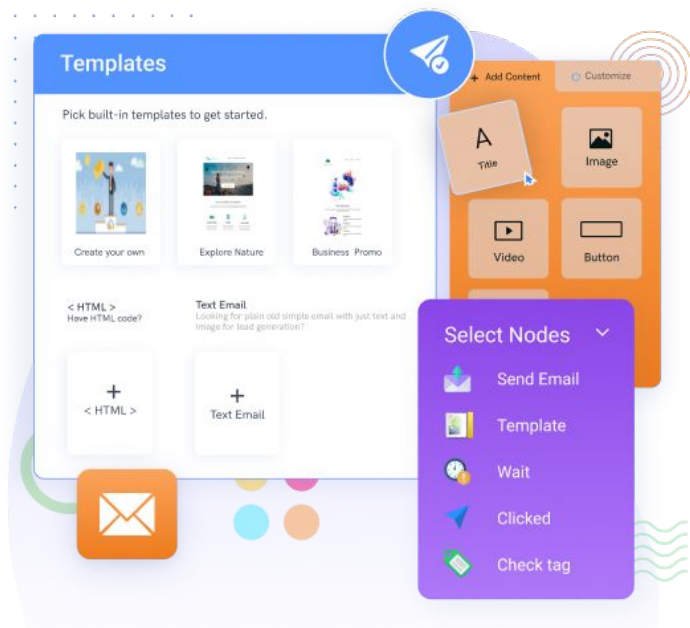 Templates
Pick built-in templates to get started.
Create your own
Explore Nature
Business Promo
< HTML >
Have HTML code?
Text Email
Looking for plain old simple email with just text and
image for lead generation?
+
< HTML >
+
Text Email
+ Add Content
Customize
A
Title
Image
Video
Button
Select Nodes
Send Email
Template
Wait
Clicked
Check tag